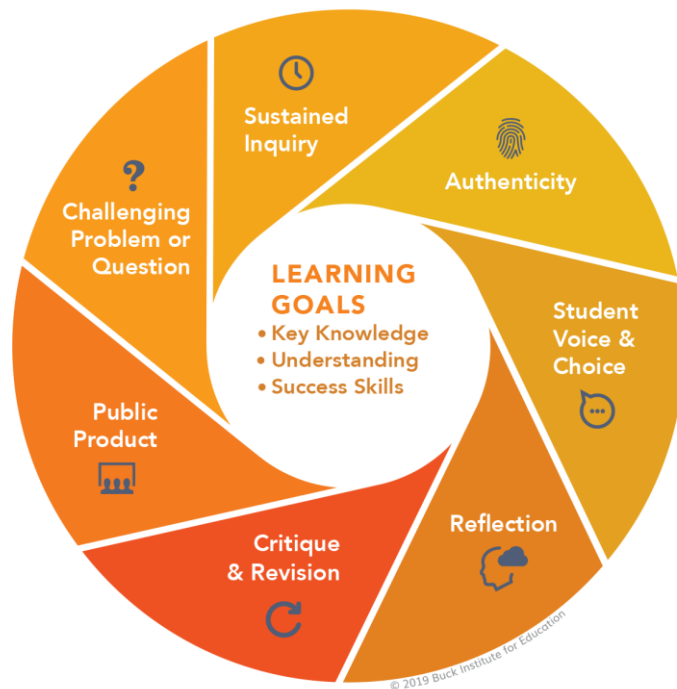 Sustained
Inquiry
Authenticity
?
Challenging
Problem or
Question
LEARNING
GOALS
• Key Knowledge
• Understanding
• Success Skills
Student
Voice &
Choice
Public
Product
Reflection
Critique
& Revision
© 2019 Buck Institute for Education